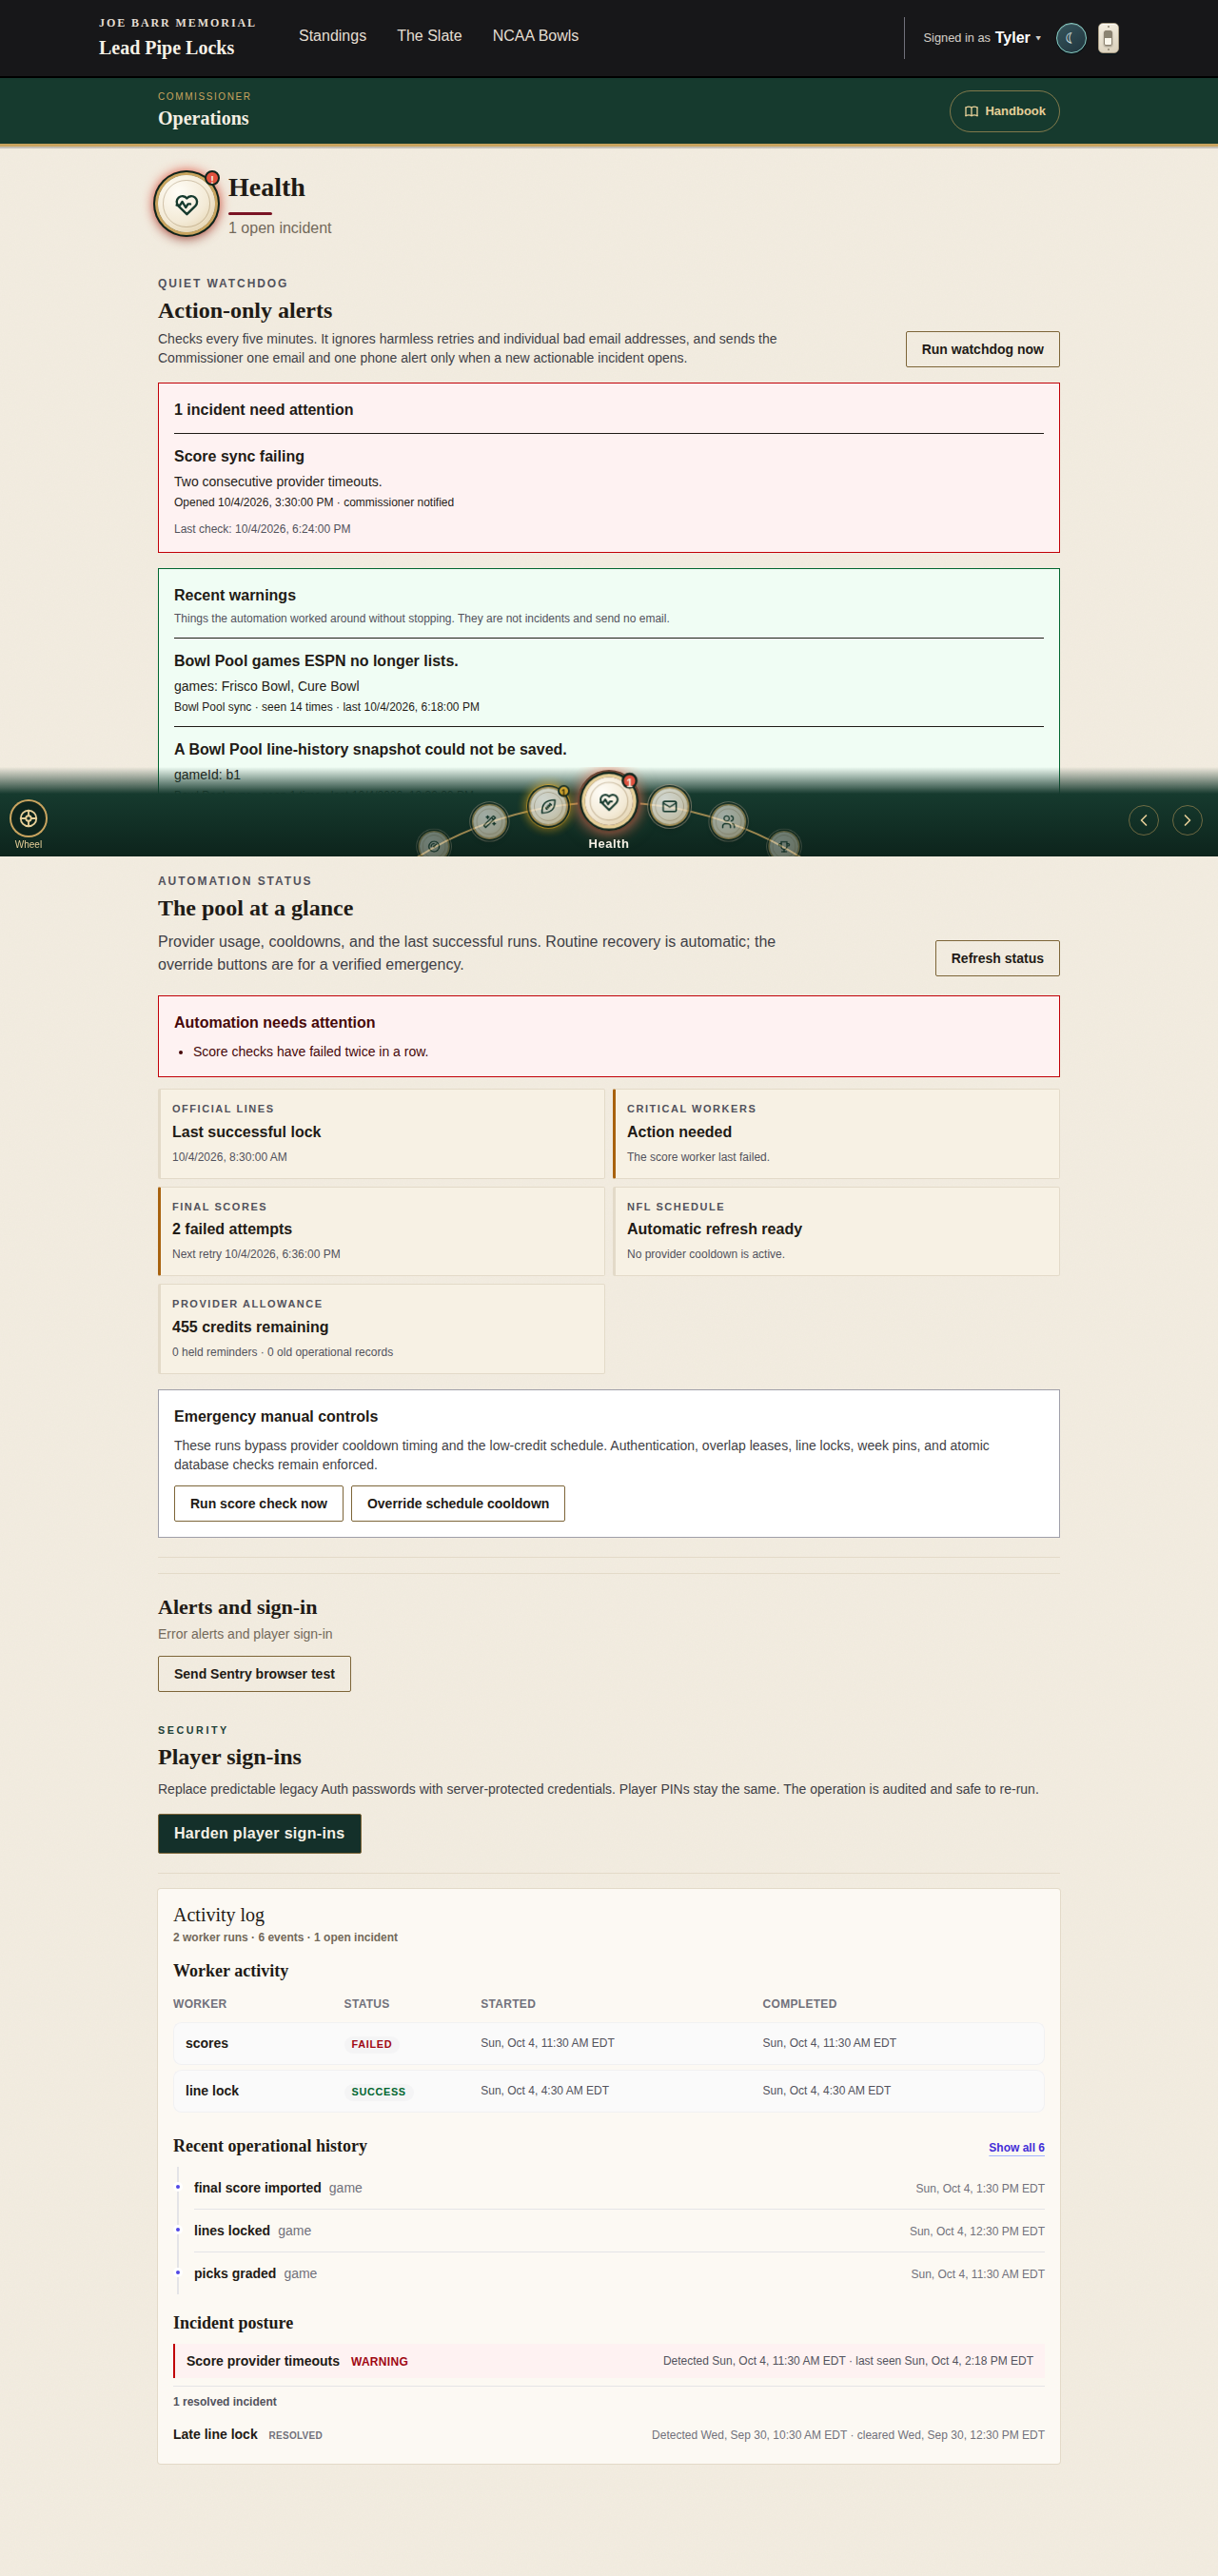 JOE BARR MEMORIAL
Lead Pipe Locks
Standings
The Slate
NCAA Bowls
Signed in as Tyler
COMMISSIONER
Operations
Handbook
!
Health
1 open incident
QUIET WATCHDOG
Action-only alerts
Checks every five minutes. It ignores harmless retries and individual bad email addresses, and sends the
Commissioner one email and one phone alert only when a new actionable incident opens.
Run watchdog now
1 incident need attention
Score sync failing
Two consecutive provider timeouts.
Opened 10/4/2026, 3:30:00 PM · commissioner notified
Last check: 10/4/2026, 6:24:00 PM
Recent warnings
Things the automation worked around without stopping. They are not incidents and send no email.
Bowl Pool games ESPN no longer lists.
games: Frisco Bowl, Cure Bowl
Bowl Pool sync · seen 14 times · last 10/4/2026, 6:18:00 PM
A Bowl Pool line-history snapshot could not be saved.
gameId: b1
Wheel
1
1
Health
AUTOMATION STATUS
The pool at a glance
Provider usage, cooldowns, and the last successful runs. Routine recovery is automatic; the
override buttons are for a verified emergency.
Refresh status
Automation needs attention
• Score checks have failed twice in a row.
OFFICIAL LINES
Last successful lock
10/4/2026, 8:30:00 AM
CRITICAL WORKERS
Action needed
The score worker last failed.
FINAL SCORES
2 failed attempts
Next retry 10/4/2026, 6:36:00 PM
NFL SCHEDULE
Automatic refresh ready
No provider cooldown is active.
PROVIDER ALLOWANCE
455 credits remaining
0 held reminders · 0 old operational records
Emergency manual controls
These runs bypass provider cooldown timing and the low-credit schedule. Authentication, overlap leases, line locks, week pins, and atomic
database checks remain enforced.
Run score check now
Override schedule cooldown
Alerts and sign-in
Error alerts and player sign-in
Send Sentry browser test
SECURITY
Player sign-ins
Replace predictable legacy Auth passwords with server-protected credentials. Player PINs stay the same. The operation is audited and safe to re-run.
Harden player sign-ins
Activity log
2 worker runs · 6 events · 1 open incident
Worker activity
WORKER STATUS STARTED COMPLETED
scores FAILED Sun, Oct 4, 11:30 AM EDT Sun, Oct 4, 11:30 AM EDT
line lock SUCCESS Sun, Oct 4, 4:30 AM EDT Sun, Oct 4, 4:30 AM EDT
Recent operational history
Show all 6
final score imported game Sun, Oct 4, 1:30 PM EDT
lines locked game Sun, Oct 4, 12:30 PM EDT
picks graded game Sun, Oct 4, 11:30 AM EDT
Incident posture
Score provider timeouts WARNING Detected Sun, Oct 4, 11:30 AM EDT · last seen Sun, Oct 4, 2:18 PM EDT
1 resolved incident
Late line lock RESOLVED Detected Wed, Sep 30, 10:30 AM EDT · cleared Wed, Sep 30, 12:30 PM EDT